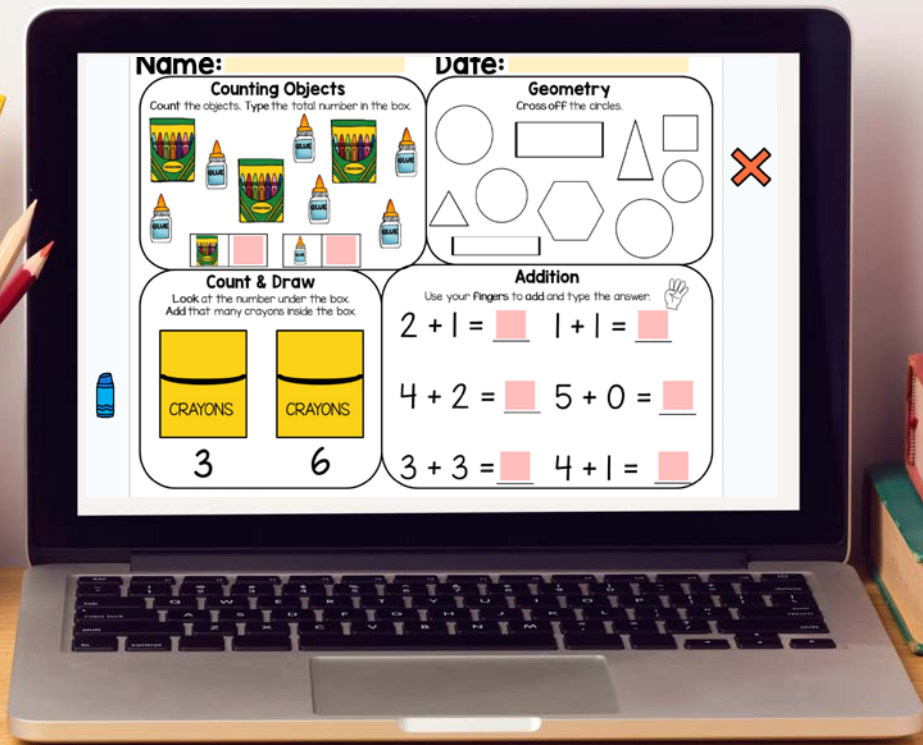 Name:
Date:
Counting Objects
Count the objects. Type the total number in the box.
GLUE
GLUE
GLUE
GLUE
GLUE
GLUE
Geometry
Cross off the circles.
Count & Draw
Look at the number under the box.
Add that many crayons inside the box.
CRAYONS
CRAYONS
3
6
Addition
Use your fingers to add and type the answer.
2 + 1 =
1 + 1 =
4 + 2 =
5 + 0 =
3 + 3 =
4 + 1 =
Q W E R T Y U I O P
A S D F G H J K L
Z X C V B N M
control